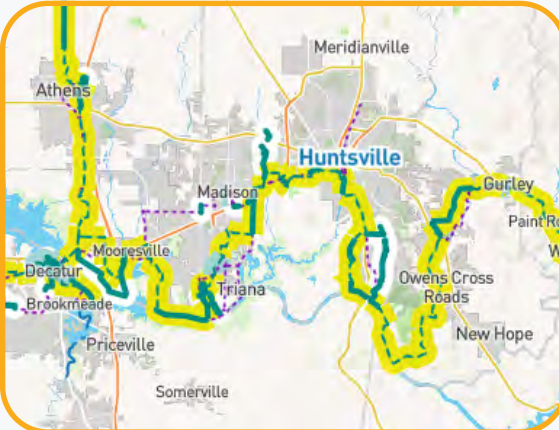 Meridianville
Athens
Huntsville
Madison
Gurley
Paint Ro
W
Mooresville
Decatur
Triana
Owens Cross
Roads
Brookmeade
New Hope
Priceville
Somerville